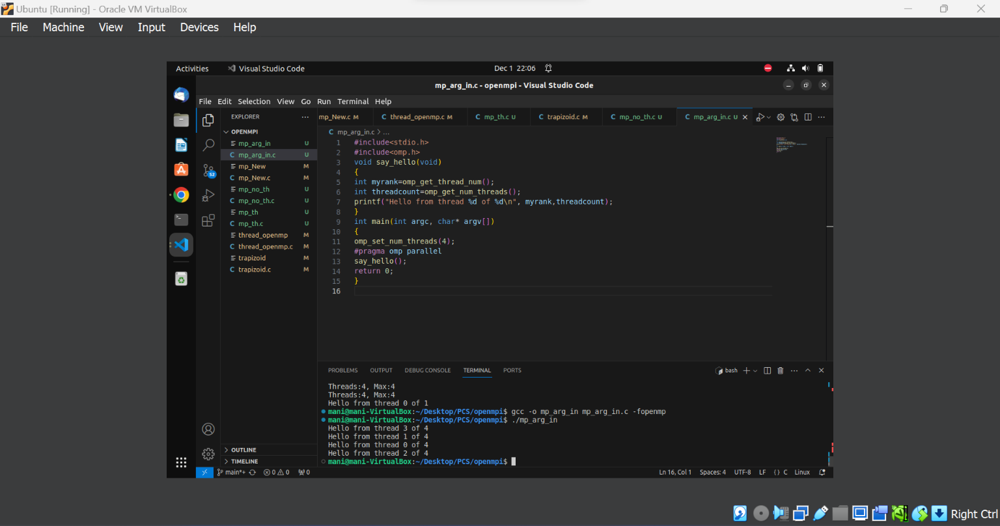 Ubuntu [Running] - Oracle VM VirtualBox
File Machine View Input Devices Help
Activities Visual Studio Code Dec 1 22:06
mp_arg_in.c - openmpi - Visual Studio Code
File Edit Selection View Go Run Terminal Help
EXPLORER ···
mp_New.c M C thread_openmp.c M C mp_th.c U C trapizoid.c M C mp_no_th.c U C mp_arg_in.c U
OPENMPI
mp_arg_in U
C mp_arg_in.c U
mp_New M
C mp_New.c M
mp_no_th U
C mp_no_th.c U
mp_th U
C mp_th.c U
thread_openmp M
C thread_openmp.c M
trapizoid M
C trapizoid.c M
52
OUTLINE
TIMELINE
C mp_arg_in.c > ...
1 #include<stdio.h>
2 #include<omp.h>
3 void say_hello(void)
4 {
5 int myrank=omp_get_thread_num();
6 int threadcount=omp_get_num_threads();
7 printf("Hello from thread %d of %d\n", myrank,threadcount);
8 }
9 int main(int argc, char* argv[])
10 {
11 omp_set_num_threads(4);
12 #pragma omp parallel
13 say_hello();
14 return 0;
15 }
16
PROBLEMS OUTPUT DEBUG CONSOLE TERMINAL PORTS bash
Threads:4, Max:4
Threads:4, Max:4
Hello from thread 0 of 1
mani@mani-VirtualBox:~/Desktop/PCS/openmpi$ gcc -o mp_arg_in mp_arg_in.c -fopenmp
mani@mani-VirtualBox:~/Desktop/PCS/openmpi$ ./mp_arg_in
Hello from thread 3 of 4
Hello from thread 1 of 4
Hello from thread 0 of 4
Hello from thread 2 of 4
mani@mani-VirtualBox:~/Desktop/PCS/openmpi$
main*+ 0 0 0 Ln 16, Col 1 Spaces: 4 UTF-8 LF {} C Linux
Right Ctrl